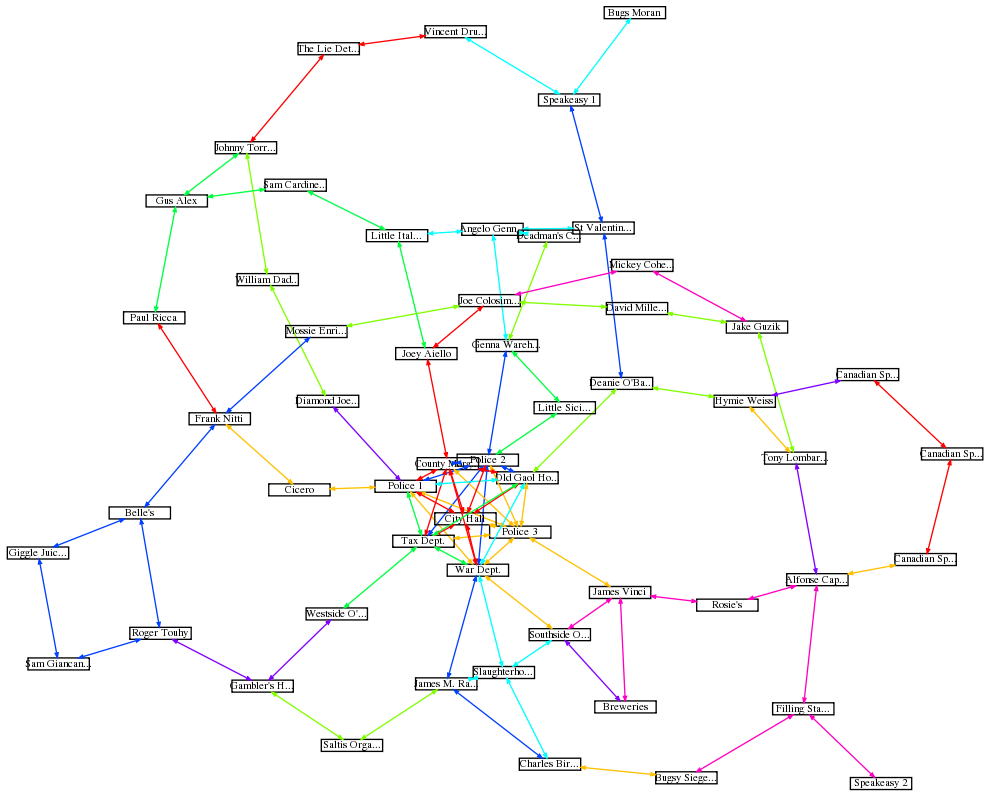 Bugs Moran
Vincent Dru...
The Lie Det...
Speakeasy 1
Johnny Torr...
Sam Cardine...
Gus Alex
Angelo Genn...
St Valentin...
Little Ital...
Deadman's C...
Mickey Cohe...
William Dad...
Joe Colosim...
David Mille...
Paul Ricca
Jake Guzik
Mossie Enri...
Genna Wareh...
Joey Aiello
Canadian Sp...
Deanie O'Ba...
Diamond Joe...
Hymie Weiss
Little Sici...
Frank Nitti
Canadian Sp...
Tony Lombar...
Police 2
County Morg
Old Gaol Ho...
Police 1
Cicero
Belle's
City Hall
Police 3
Tax Dept.
Giggle Juic...
Canadian Sp...
War Dept.
Alfonse Cap...
James Vinci
Rosie's
Westside O'...
Roger Touhy
Southside O...
Sam Giancan...
Slaughterho...
James M. Ra...
Gambler's H...
Breweries
Filling Sta...
Saltis Orga...
Charles Bir...
Bugsy Siege...
Speakeasy 2